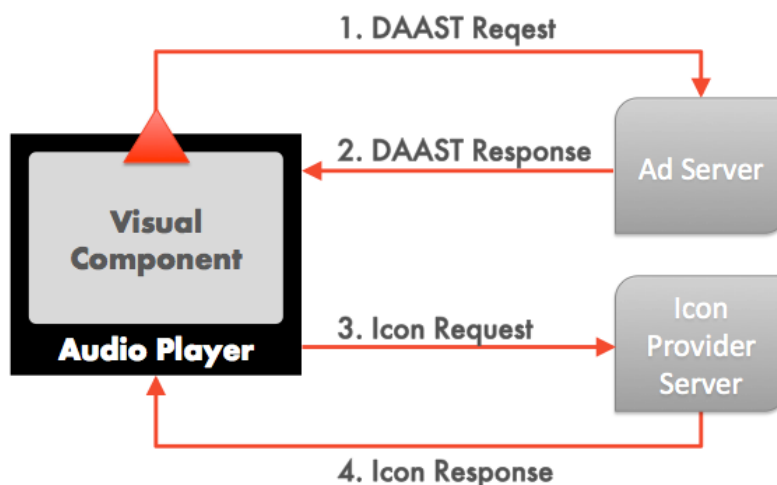 1. DAAST Reqest
2. DAAST Response
Ad Server
Visual
Component
Audio Player
3. Icon Request
Icon
Provider
Server
4. Icon Response